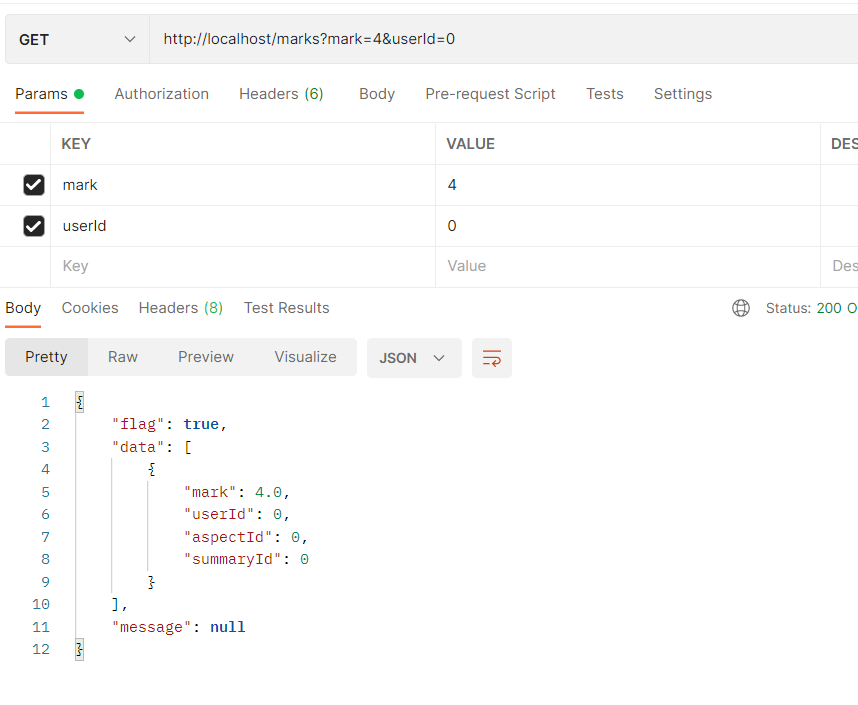 GET http://localhost/marks?mark=4&userId=0
Params Authorization Headers (6) Body Pre-request Script Tests Settings
KEY VALUE DES
mark 4
userId 0
Key Value Des
Body Cookies Headers (8) Test Results Status: 200 O
Pretty Raw Preview Visualize JSON
1 {
2 "flag": true,
3 "data": [
4 {
5 "mark": 4.0,
6 "userId": 0,
7 "aspectId": 0,
8 "summaryId": 0
9 }
10 ],
11 "message": null
12 }